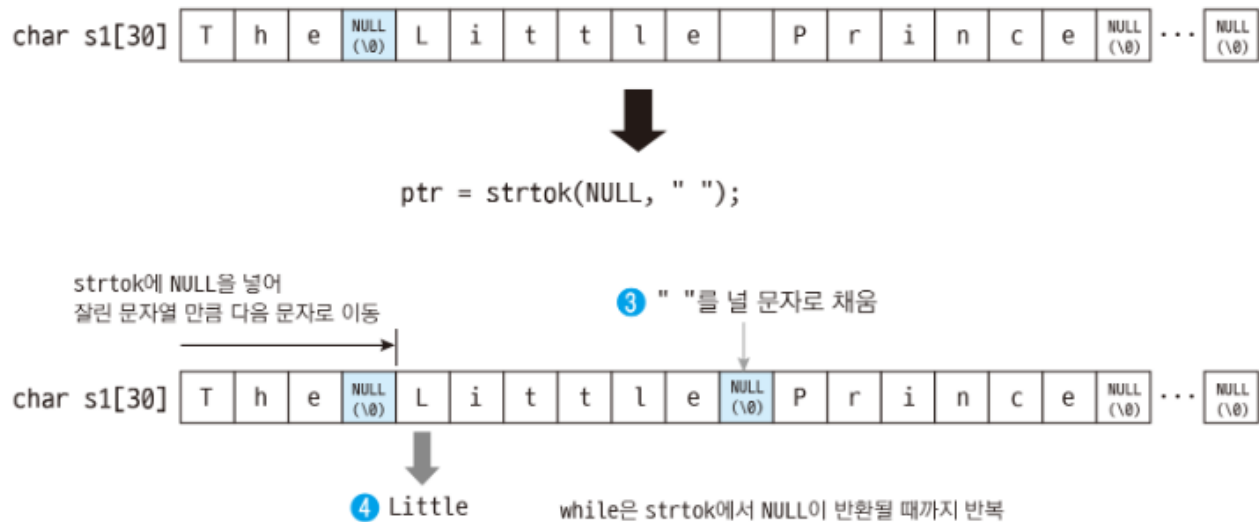 char s1[30] T h e NULL (\0) L i t t l e P r i n c e NULL (\0) ... NULL (\0)
ptr = strtok(NULL, " ");
strtok에 NULL을 넣어
잘린 문자열 만큼 다음 문자로 이동
3 " "를 널 문자로 채움
char s1[30] T h e NULL (\0) L i t t l e NULL (\0) P r i n c e NULL (\0) ... NULL (\0)
4 Little
while은 strtok에서 NULL이 반환될 때까지 반복